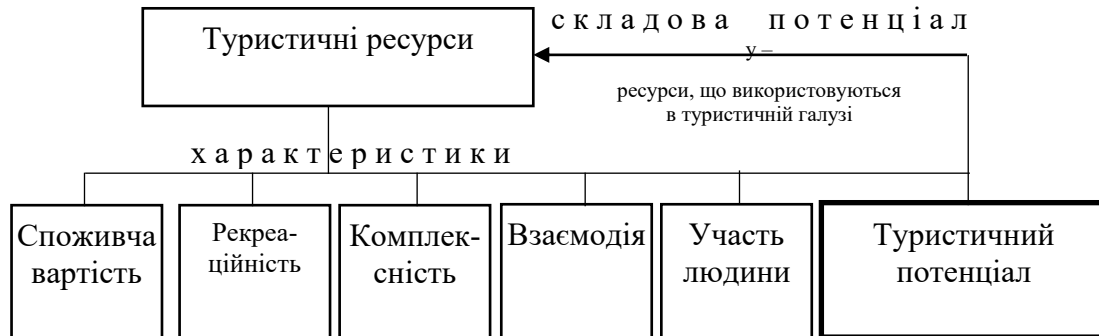 складова потенціал
Туристичні ресурси
у –
ресурси, що використовуються
в туристичній галузі
характеристики
Споживча
вартість
Рекреа-
ційність
Комплек-
сність
Взаємодія
Участь
людини
Туристичний
потенціал